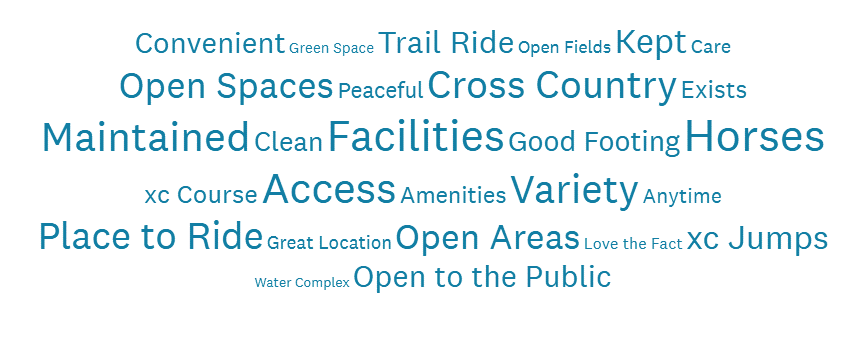 Convenient Green Space Trail Ride Open Fields Kept Care
Open Spaces Peaceful Cross Country Exists
Maintained Clean Facilities Good Footing Horses
xc Course Access Amenities Variety Anytime
Place to Ride Great Location Open Areas Love the Fact xc Jumps
Water Complex Open to the Public